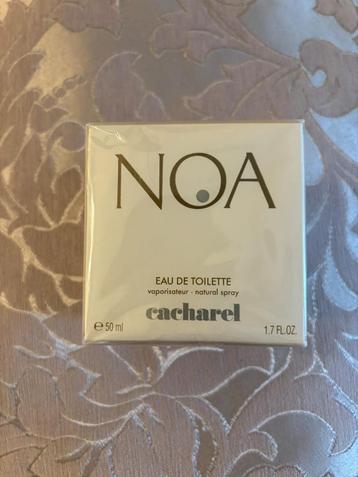 NOA
EAU DE TOILETTE
vaporisateur - natural spray
cacharel
℮ 50 ml 1.7 FL.OZ.